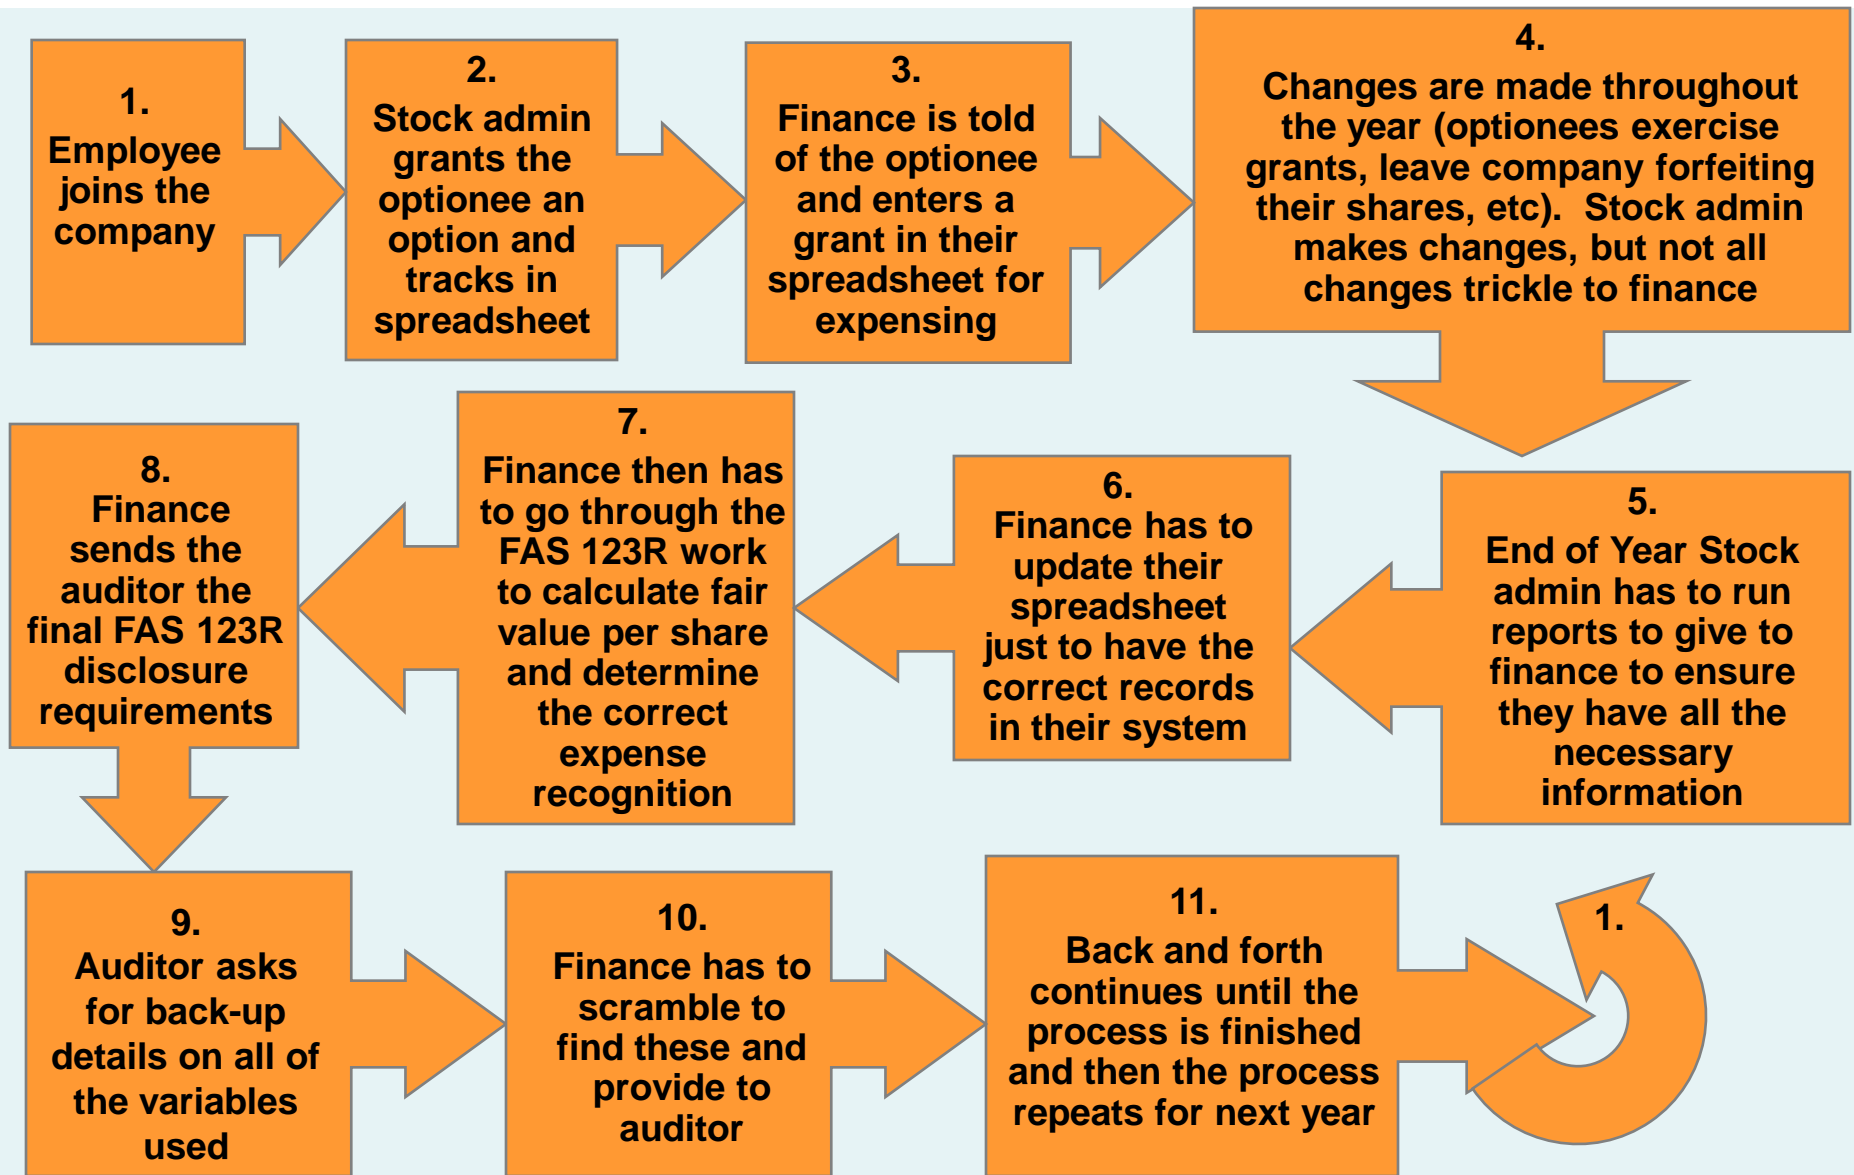 1.
Employee
joins the
company
2.
Stock admin
grants the
optionee an
option and
tracks in
spreadsheet
3.
Finance is told
of the optionee
and enters a
grant in their
spreadsheet for
expensing
4.
Changes are made throughout
the year (optionees exercise
grants, leave company forfeiting
their shares, etc).  Stock admin
makes changes, but not all
changes trickle to finance
5.
End of Year Stock
admin has to run
reports to give to
finance to ensure
they have all the
necessary
information
6.
Finance has to
update their
spreadsheet
just to have the
correct records
in their system
7.
Finance then has
to go through the
FAS 123R work
to calculate fair
value per share
and determine
the correct
expense
recognition
8.
Finance
sends the
auditor the
final FAS 123R
disclosure
requirements
9.
Auditor asks
for back-up
details on all of
the variables
used
10.
Finance has to
scramble to
find these and
provide to
auditor
11.
Back and forth
continues until the
process is finished
and then the process
repeats for next year
1.